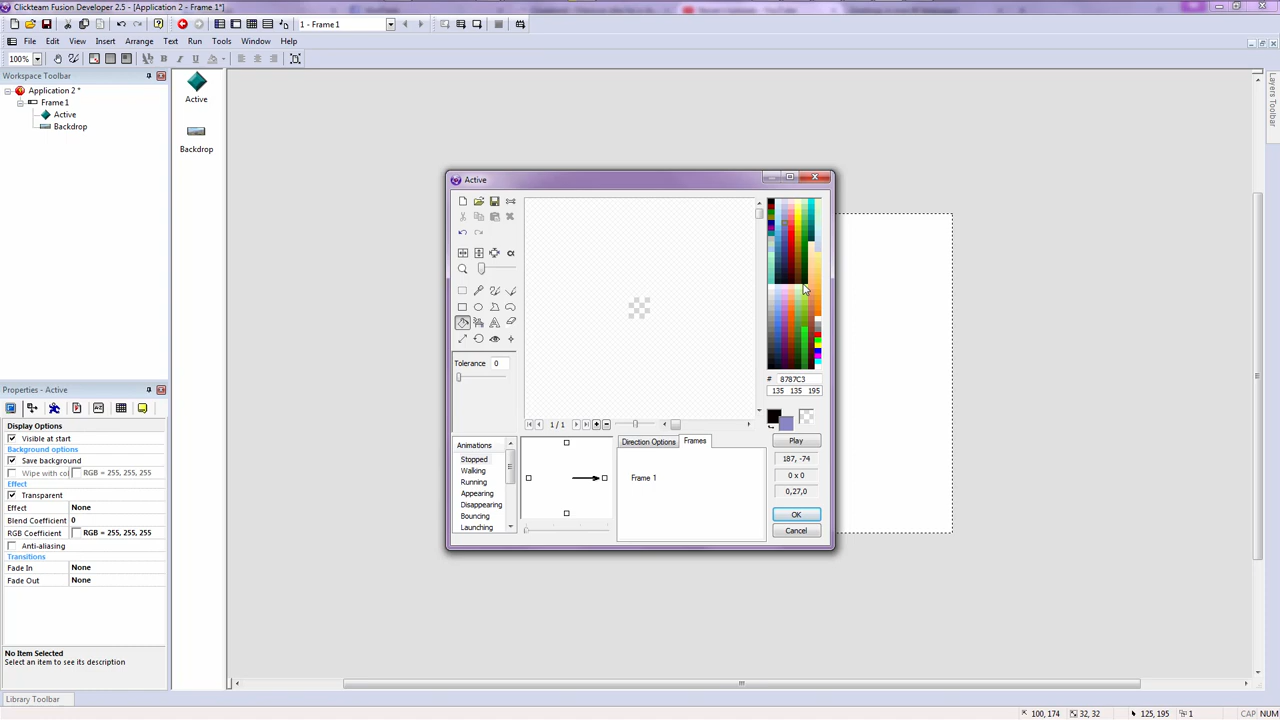 Clickteam Fusion Developer 2.5 - [Application 2 - Frame 1*]
1 - Frame 1
File Edit View Insert Arrange Text Run Tools Window Help
100%
Workspace Toolbar
Application 2 *
Frame 1
Active
Backdrop
Active
Backdrop
Layers Toolbar
Active
Tolerance 0
# 8787C3
135 135 195
1 / 1
Animations
Stopped
Walking
Running
Appearing
Disappearing
Bouncing
Launching
Direction Options Frames
Frame 1
Play
187, -74
0 x 0
0,27,0
OK
Cancel
Properties - Active
Display Options
Visible at start
Background options
Save background
Wipe with col RGB = 255, 255, 255
Effect
Transparent
Effect None
Blend Coefficient 0
RGB Coefficient RGB = 255, 255, 255
Anti-aliasing
Transitions
Fade In None
Fade Out None
No Item Selected
Select an item to see its description
Library Toolbar
100, 174 32, 32 125, 195 1 CAP NUM